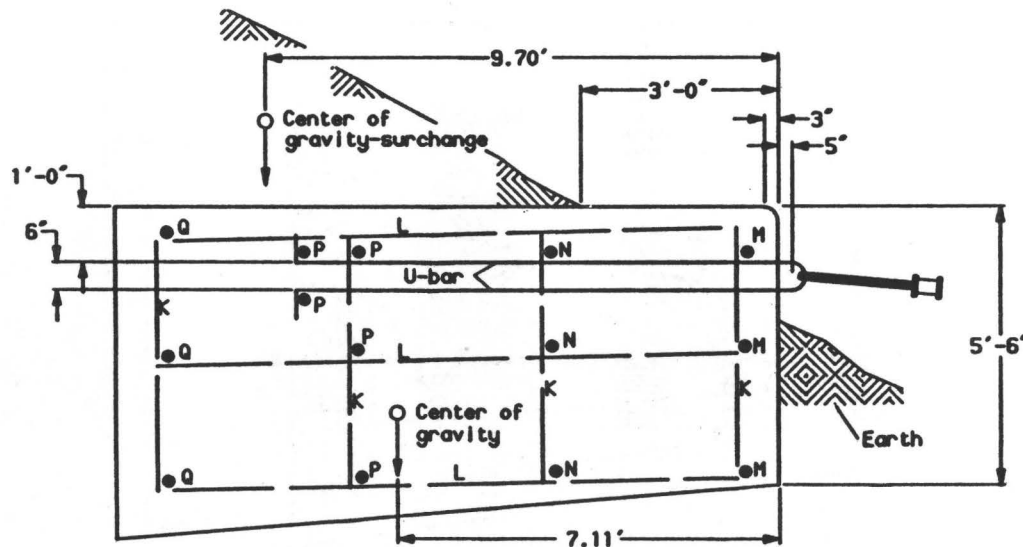 9.70′
3′-0″
3″
5″
Center of
gravity-surchange
1′-0″
6″
Q
L
P
P
N
M
U-bar
K
P
Q
P
L
N
M
5′-6″
K
K
K
Center of
gravity
Earth
Q
P
L
N
M
7.11′